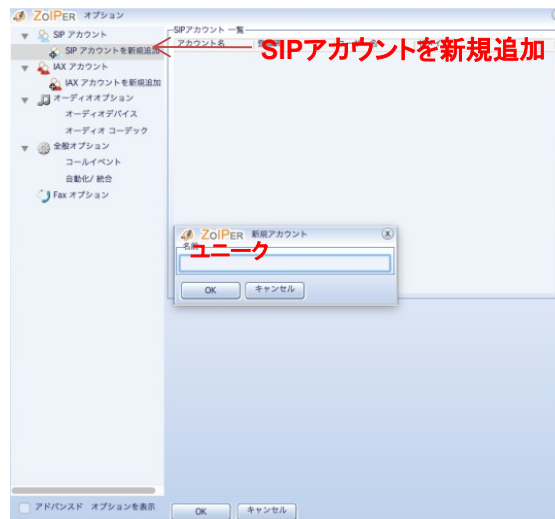 ZOIPER オプション
SIP アカウント
SIP アカウントを新規追加
IAX アカウント
IAX アカウントを新規追加
オーディオオプション
オーディオデバイス
オーディオ コーデック
全般オプション
コールイベント
自動化/ 統合
Fax オプション
SIPアカウント 一覧
アカウント名
SIPアカウントを新規追加
ZOIPER 新規アカウント
名前
ユニーク
OK キャンセル
アドバンスド オプションを表示
OK キャンセル